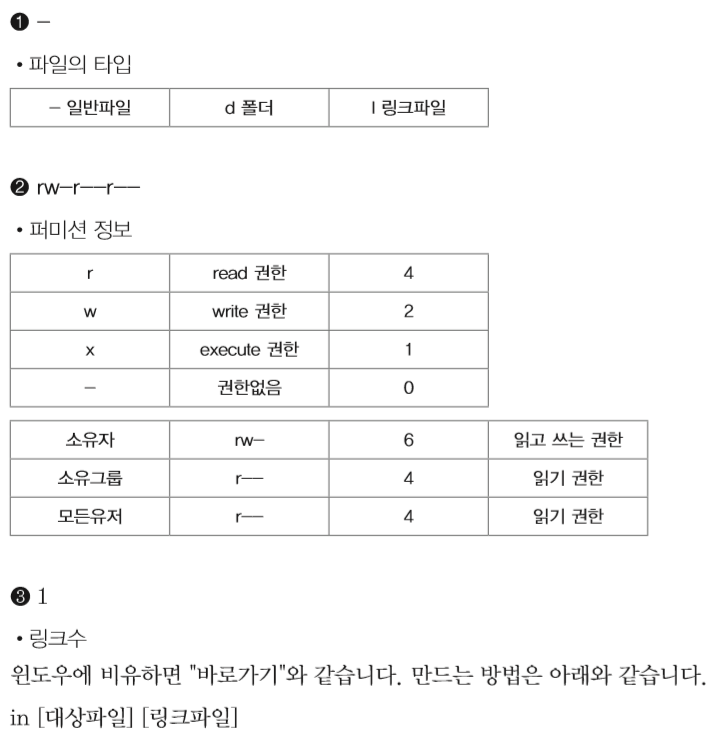 ❶ –
• 파일의 타입
– 일반파일 d 폴더 l 링크파일
❷ rw–r––r––
• 퍼미션 정보
r read 권한 4
w write 권한 2
x execute 권한 1
– 권한없음 0
소유자 rw– 6 읽고 쓰는 권한
소유그룹 r–– 4 읽기 권한
모든유저 r–– 4 읽기 권한
❸ 1
• 링크수
윈도우에 비유하면 "바로가기"와 같습니다. 만드는 방법은 아래와 같습니다.
in [대상파일] [링크파일]